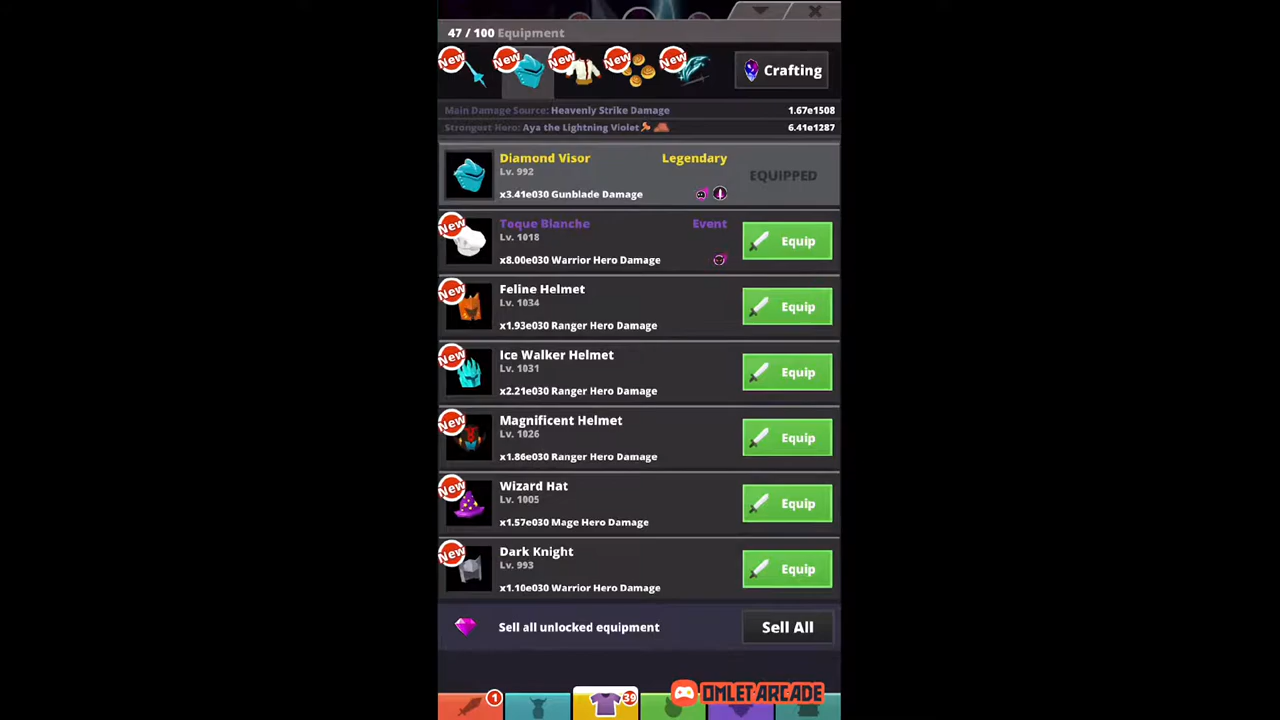 47 / 100 Equipment
New New New New New
Crafting
Main Damage Source: Heavenly Strike Damage 1.67e1508
Strongest Hero: Aya the Lightning Violet 6.41e1287
Diamond Visor Legendary
Lv. 992
EQUIPPED
x3.41e030 Gunblade Damage
New
Toque Blanche Event
Lv. 1018
Equip
x8.00e030 Warrior Hero Damage
New
Feline Helmet
Lv. 1034
Equip
x1.93e030 Ranger Hero Damage
New
Ice Walker Helmet
Lv. 1031
Equip
x2.21e030 Ranger Hero Damage
New
Magnificent Helmet
Lv. 1026
Equip
x1.86e030 Ranger Hero Damage
New
Wizard Hat
Lv. 1005
Equip
x1.57e030 Mage Hero Damage
New
Dark Knight
Lv. 993
Equip
x1.10e030 Warrior Hero Damage
Sell all unlocked equipment
Sell All
1 39
OMLET ARCADE